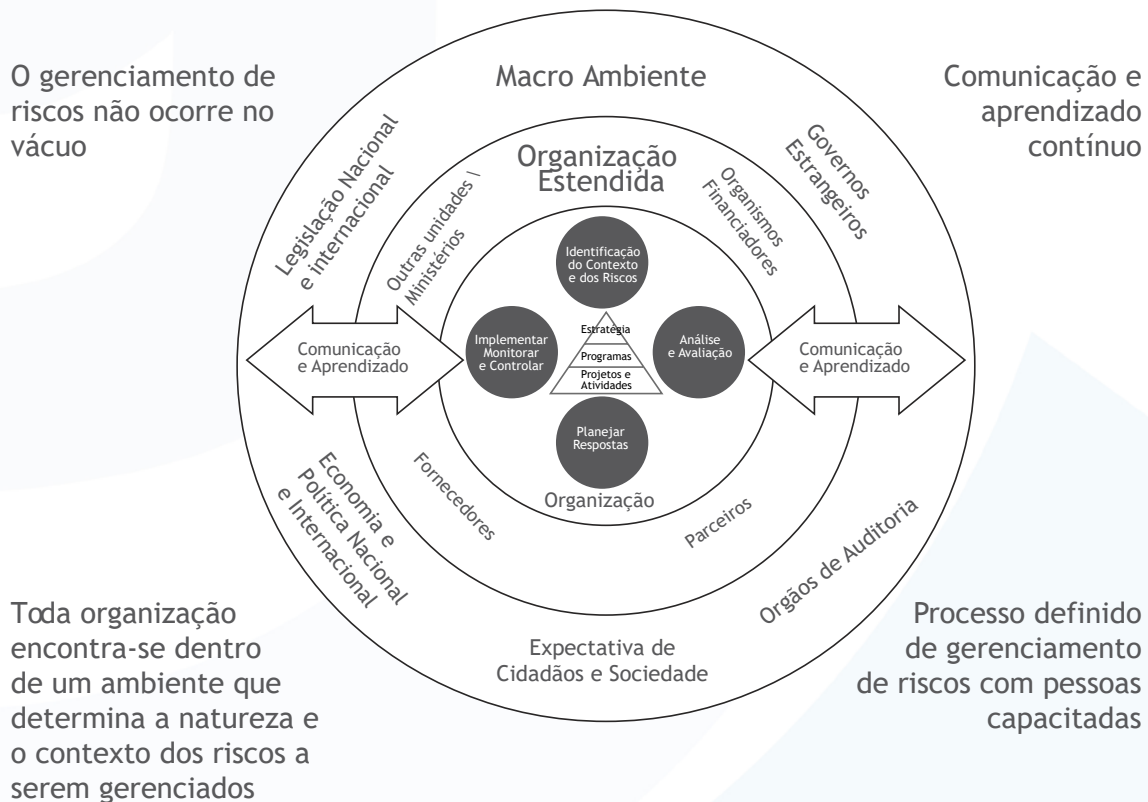 O gerenciamento de
riscos não ocorre no
vácuo
Comunicação e
aprendizado
contínuo
Macro Ambiente
Legislação Nacional
e internacional
Governos
Estrangeiros
Organização
Estendida
Outras unidades \
Ministérios
Organismos
Financiadores
Identificação
do Contexto
e dos Riscos
Implementar
Monitorar
e Controlar
Estratégia
Programas
Projetos e
Atividades
Análise
e Avaliação
Comunicação
e Aprendizado
Comunicação
e Aprendizado
Planejar
Respostas
Organização
Fornecedores
Parceiros
Economia e
Política Nacional
e Internacional
Orgãos de Auditoria
Expectativa de
Cidadãos e Sociedade
Toda organização
encontra-se dentro
de um ambiente que
determina a natureza e
o contexto dos riscos a
serem gerenciados
Processo definido
de gerenciamento
de riscos com pessoas
capacitadas